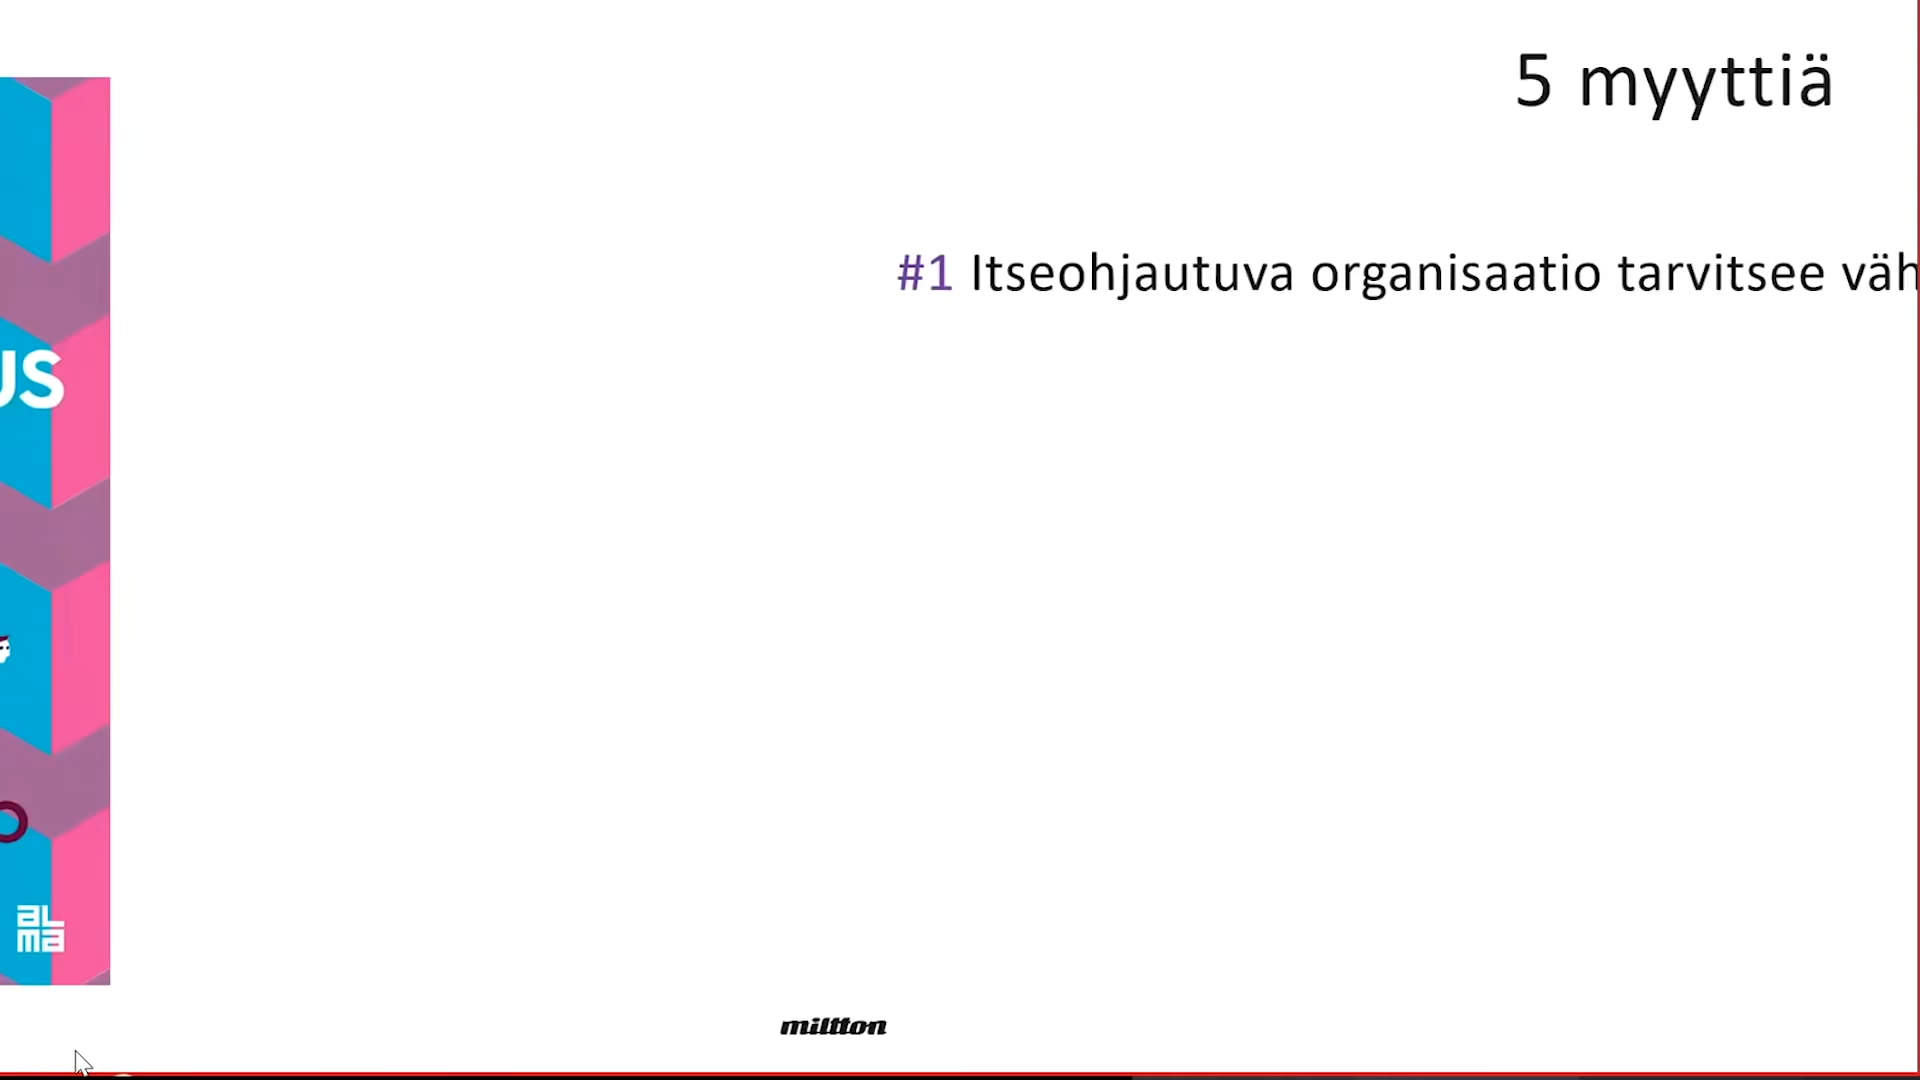 5 myyttiä
#1 Itseohjautuva organisaatio tarvitsee väh
US
aLma
miltton